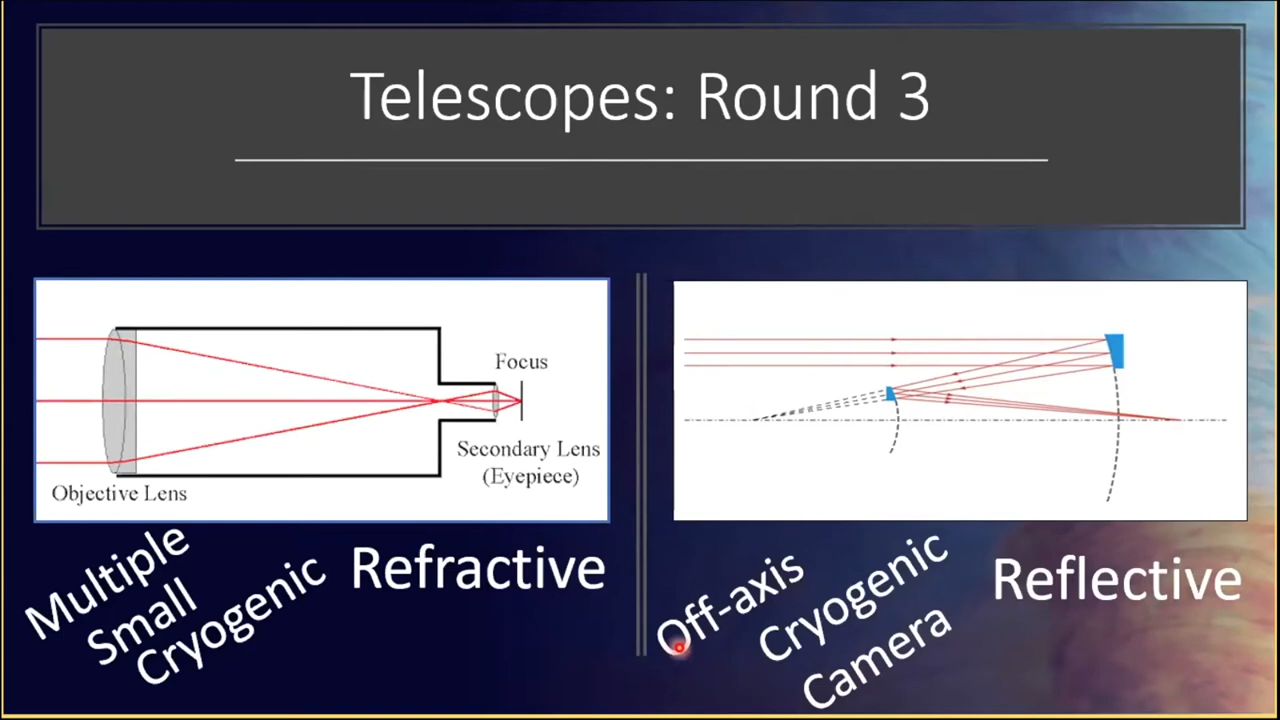 Telescopes: Round 3
Focus
Secondary Lens
(Eyepiece)
Objective Lens
Multiple
Small
Cryogenic
Refractive
Off-axis
Cryogenic
Camera
Reflective